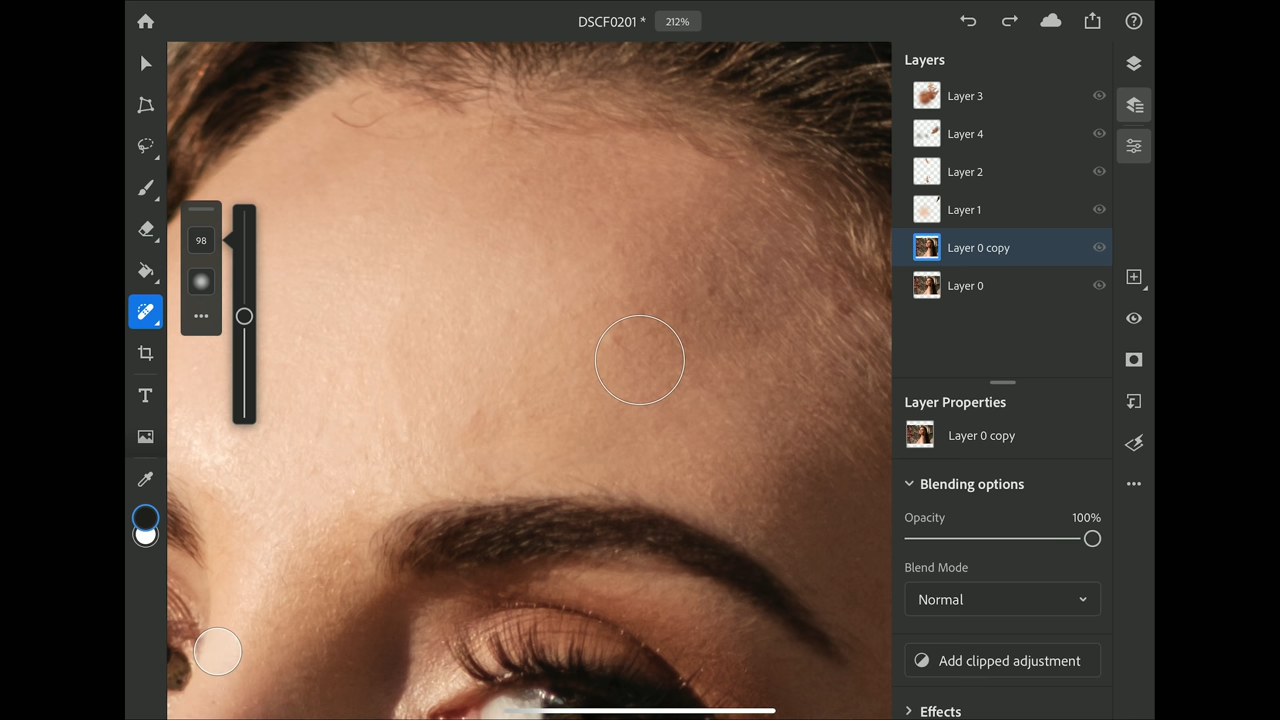 DSCF0201 *
212%
Layers
Layer 3
Layer 4
Layer 2
Layer 1
Layer 0 copy
Layer 0
98
Layer Properties
Layer 0 copy
Blending options
Opacity
100%
Blend Mode
Normal
Add clipped adjustment
Effects